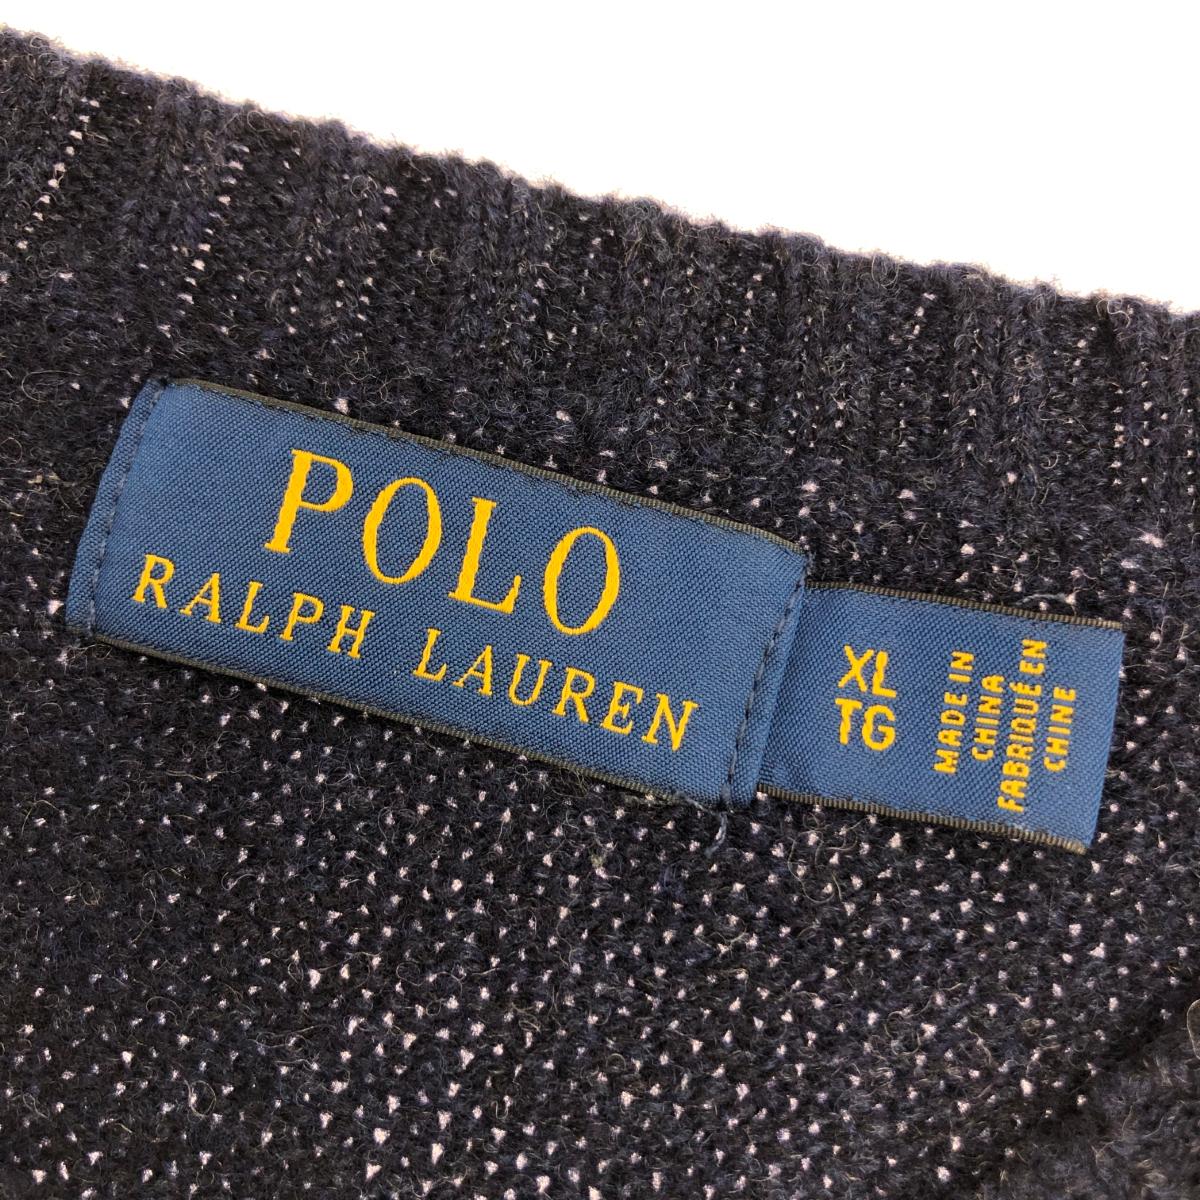 POLO
RALPH LAUREN
XL
TG
MADE IN
CHINA
FABRIQUÉ EN
CHINE